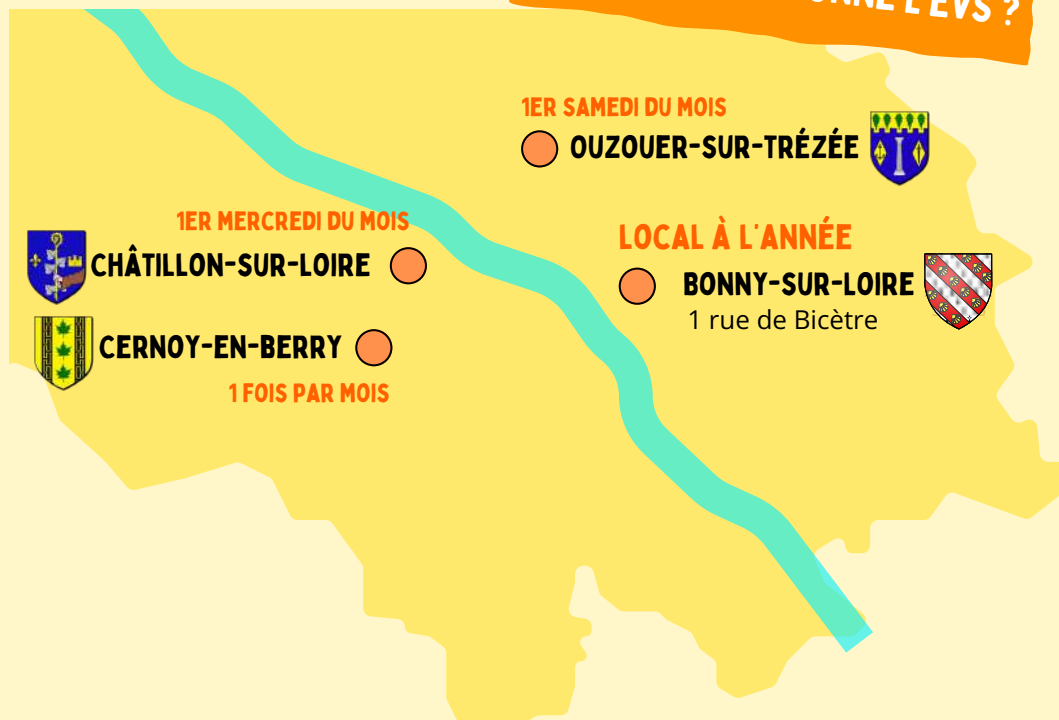 L'EVS ?
1ER SAMEDI DU MOIS
OUZOUER-SUR-TRÉZÉE
1ER MERCREDI DU MOIS
CHÂTILLON-SUR-LOIRE
LOCAL À L'ANNÉE
BONNY-SUR-LOIRE
1 rue de Bicètre
CERNOY-EN-BERRY
1 FOIS PAR MOIS